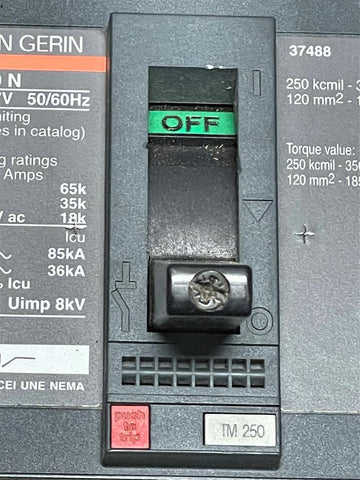 N GERIN
N
V 50/60Hz
niting
es in catalog)
g ratings
Amps
65k
35k
v ac 18k
Icu
~ 85kA
~ 36kA
% Icu
Uimp 8kV
CEI UNE NEMA
OFF
I
O
push
to
trip
TM 250
37488
250 kcmil - 3
120 mm² - 1
Torque value:
250 kcmil - 35
120 mm² - 18